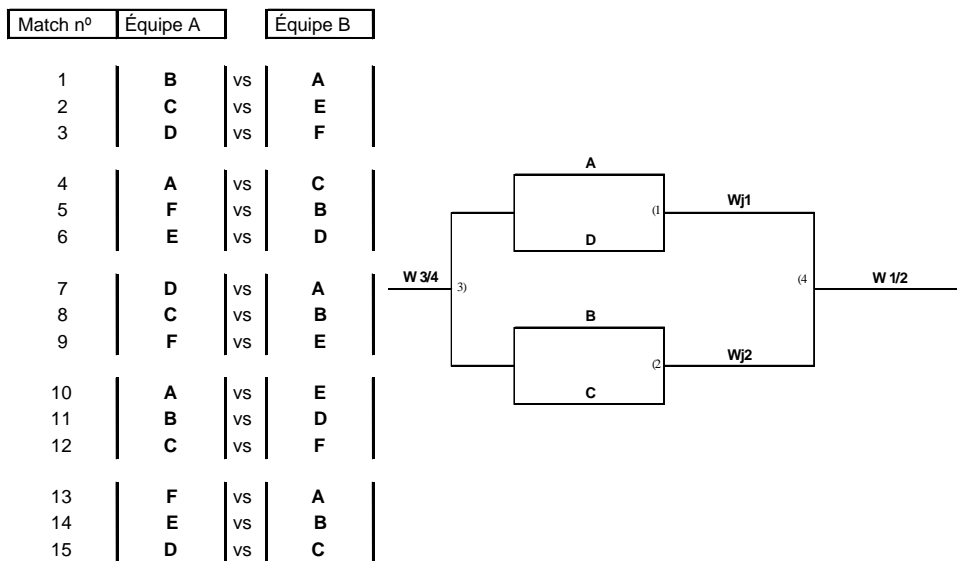 Match nº Équipe A Équipe B
1 B vs A
2 C vs E
3 D vs F
4 A vs C
5 F vs B
6 E vs D
7 D vs A
8 C vs B
9 F vs E
10 A vs E
11 B vs D
12 C vs F
13 F vs A
14 E vs B
15 D vs C
A
(1 Wj1
D
W 3/4 3) (4 W 1/2
B
(2 Wj2
C